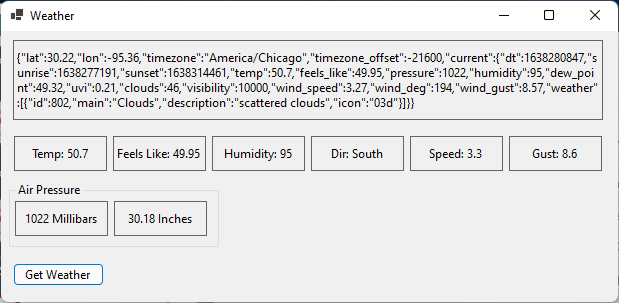 Weather
{"lat":30.22,"lon":-95.36,"timezone":"America/Chicago","timezone_offset":-21600,"current":{"dt":1638280847,"s
unrise":1638277191,"sunset":1638314461,"temp":50.7,"feels_like":49.95,"pressure":1022,"humidity":95,"dew_po
int":49.32,"uvi":0.21,"clouds":46,"visibility":10000,"wind_speed":3.27,"wind_deg":194,"wind_gust":8.57,"weather"
:[{"id":802,"main":"Clouds","description":"scattered clouds","icon":"03d"}]}}
Temp: 50.7 Feels Like: 49.95 Humidity: 95 Dir: South Speed: 3.3 Gust: 8.6
Air Pressure
1022 Millibars 30.18 Inches
Get Weather